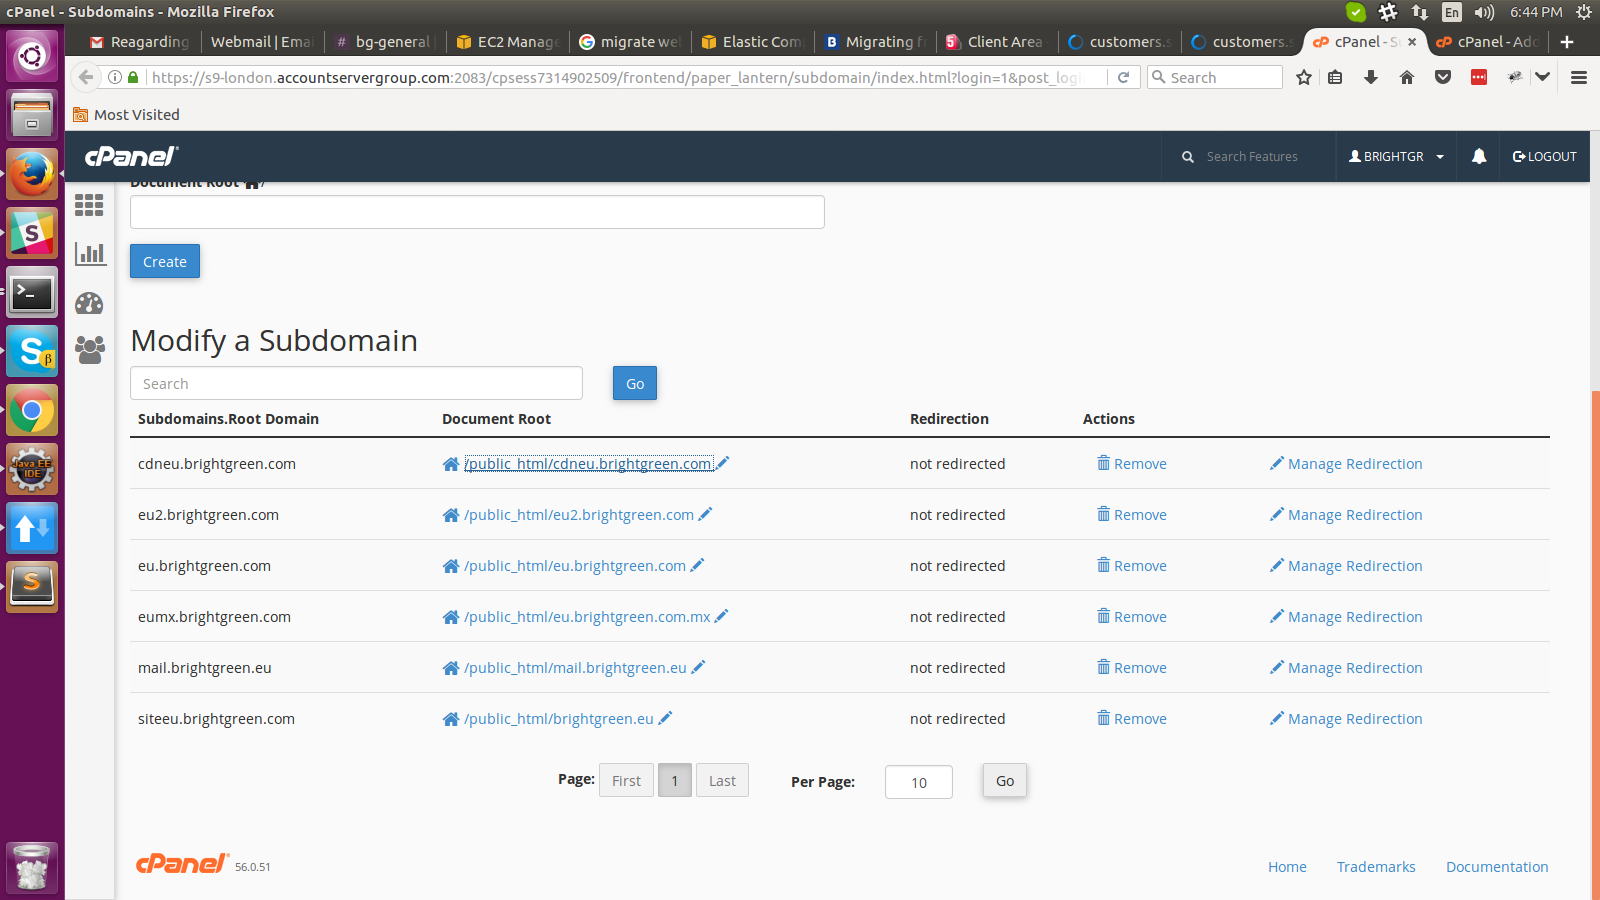 cPanel - Subdomains - Mozilla Firefox
En
6:44 PM
Reagarding
Webmail | Emai
# bg-general
EC2 Manage
migrate we
Elastic Com
Migrating f
Client Area
customers.s
customers.s
cPanel - S
cPanel - Add
https://s9-london.accountservergroup.com:2083/cpsess7314902509/frontend/paper_lantern/subdomain/index.html?login=1&post_logi
Search
Most Visited
cPanel
Search Features
BRIGHTGR
LOGOUT
Document Root /
Create
Modify a Subdomain
Search
Go
Subdomains.Root Domain Document Root Redirection Actions
cdneu.brightgreen.com /public_html/cdneu.brightgreen.com not redirected Remove Manage Redirection
eu2.brightgreen.com /public_html/eu2.brightgreen.com not redirected Remove Manage Redirection
eu.brightgreen.com /public_html/eu.brightgreen.com not redirected Remove Manage Redirection
eumx.brightgreen.com /public_html/eu.brightgreen.com.mx not redirected Remove Manage Redirection
mail.brightgreen.eu /public_html/mail.brightgreen.eu not redirected Remove Manage Redirection
siteeu.brightgreen.com /public_html/brightgreen.eu not redirected Remove Manage Redirection
Page: First 1 Last Per Page: 10 Go
cPanel 56.0.51
Home Trademarks Documentation
Java EE
IDE